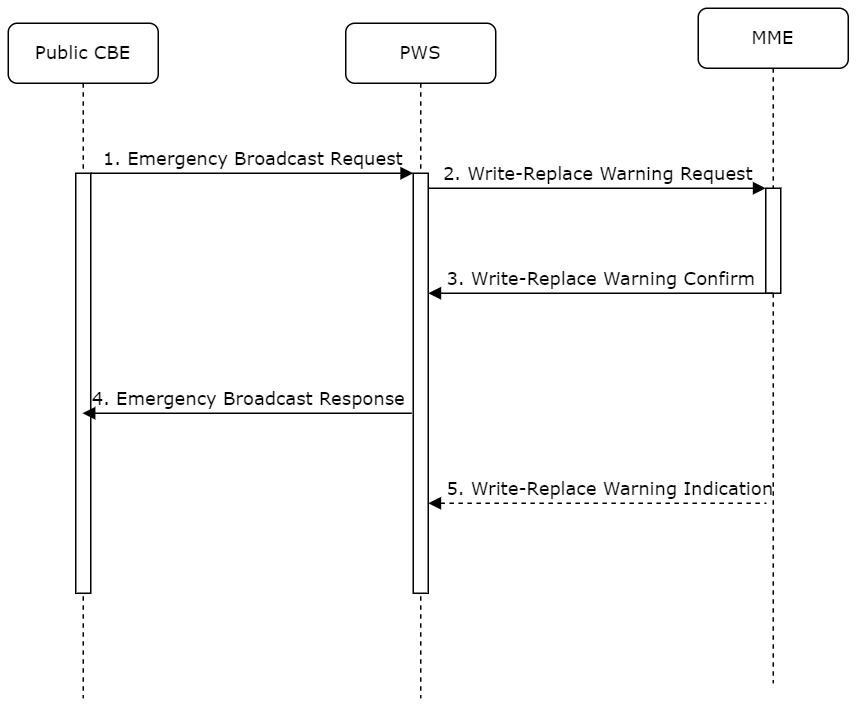 Public CBE
PWS
MME
1. Emergency Broadcast Request
2. Write-Replace Warning Request
3. Write-Replace Warning Confirm
4. Emergency Broadcast Response
5. Write-Replace Warning Indication